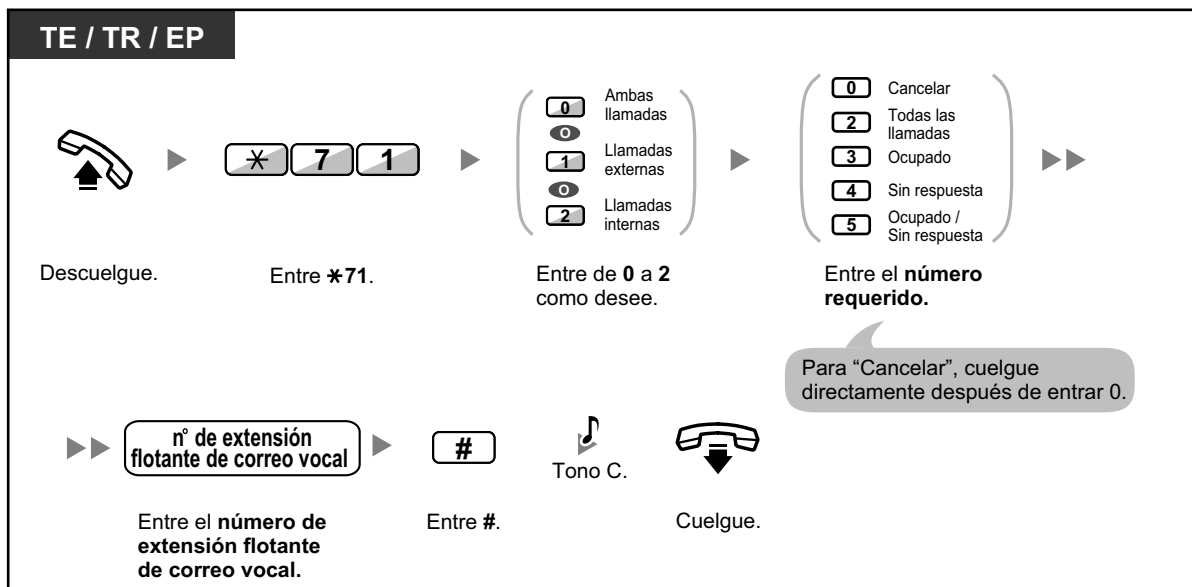 TE / TR / EP
0 Ambas
llamadas
O
1 Llamadas
externas
O
2 Llamadas
internas
0 Cancelar
2 Todas las
llamadas
3 Ocupado
4 Sin respuesta
5 Ocupado /
Sin respuesta
* 7 1
Descuelgue.
Entre *71.
Entre de 0 a 2
como desee.
Entre el número
requerido.
Para “Cancelar”, cuelgue
directamente después de entrar 0.
n° de extensión
flotante de correo vocal
#
Tono C.
Entre el número de
extensión flotante
de correo vocal.
Entre #.
Cuelgue.